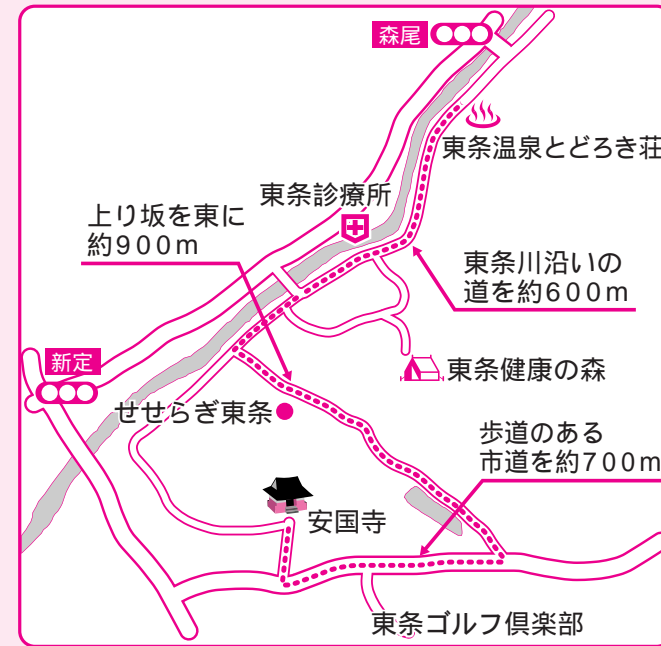 森尾
東条温泉とどろき荘
東条診療所
上り坂を東に
約900m
東条川沿いの
道を約600m
新定
東条健康の森
せせらぎ東条
歩道のある
市道を約700m
安国寺
東条ゴルフ倶楽部